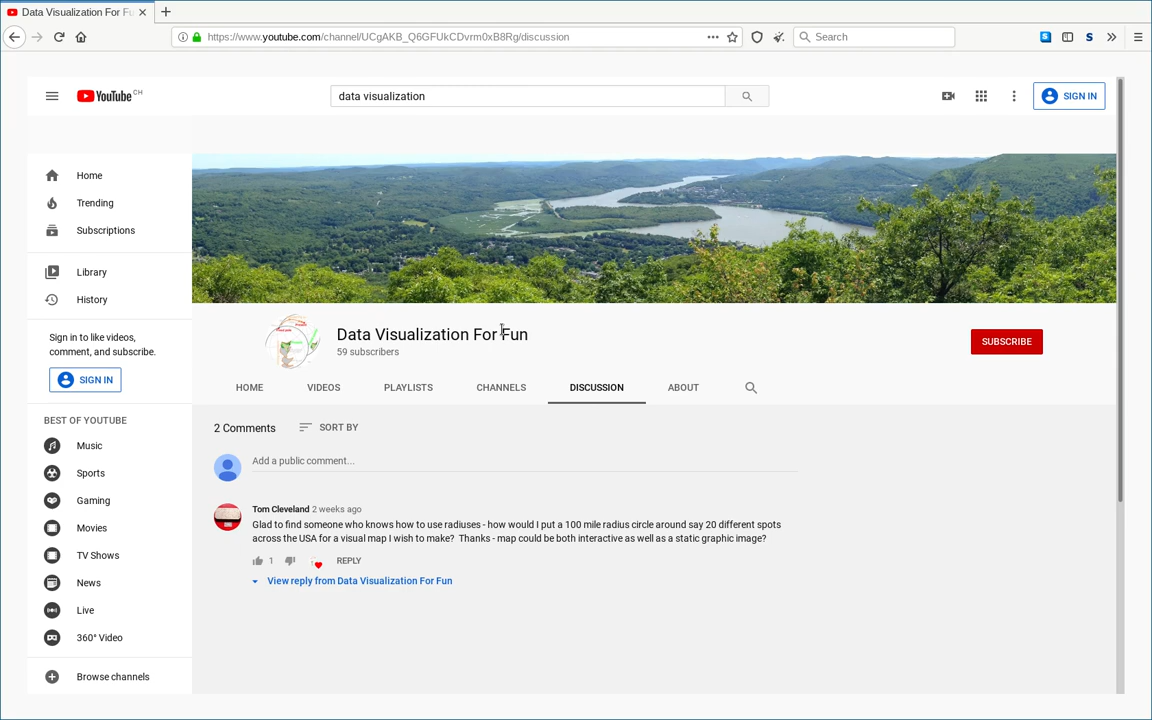 Data Visualization For Fu
https://www.youtube.com/channel/UCgAKB_Q6GFUkCDvrm0xB8Rg/discussion
Search
YouTube CH
data visualization
SIGN IN
Home
Trending
Subscriptions
Library
History
Sign in to like videos,
comment, and subscribe.
SIGN IN
BEST OF YOUTUBE
Music
Sports
Gaming
Movies
TV Shows
News
Live
360° Video
Browse channels
Data Visualization For Fun
59 subscribers
SUBSCRIBE
HOME VIDEOS PLAYLISTS CHANNELS DISCUSSION ABOUT
2 Comments SORT BY
Add a public comment...
Tom Cleveland 2 weeks ago
Glad to find someone who knows how to use radiuses - how would I put a 100 mile radius circle around say 20 different spots
across the USA for a visual map I wish to make? Thanks - map could be both interactive as well as a static graphic image?
1 REPLY
View reply from Data Visualization For Fun